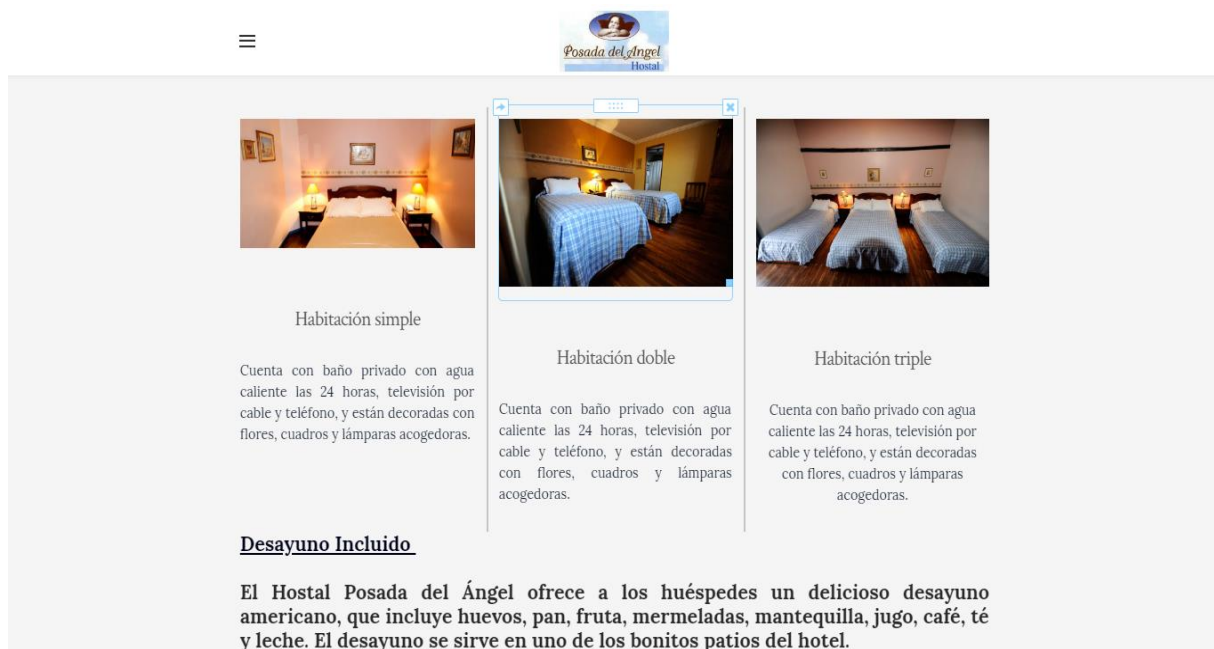 Posada del Angel
Hostal
Habitación simple
Cuenta con baño privado con agua
caliente las 24 horas, televisión por
cable y teléfono, y están decoradas con
flores, cuadros y lámparas acogedoras.
Habitación doble
Cuenta con baño privado con agua
caliente las 24 horas, televisión por
cable y teléfono, y están decoradas
con flores, cuadros y lámparas
acogedoras.
Habitación triple
Cuenta con baño privado con agua
caliente las 24 horas, televisión por
cable y teléfono, y están decoradas
con flores, cuadros y lámparas
acogedoras.
Desayuno Incluido
El Hostal Posada del Ángel ofrece a los huéspedes un delicioso desayuno
americano, que incluye huevos, pan, fruta, mermeladas, mantequilla, jugo, café, té
y leche. El desayuno se sirve en uno de los bonitos patios del hotel.